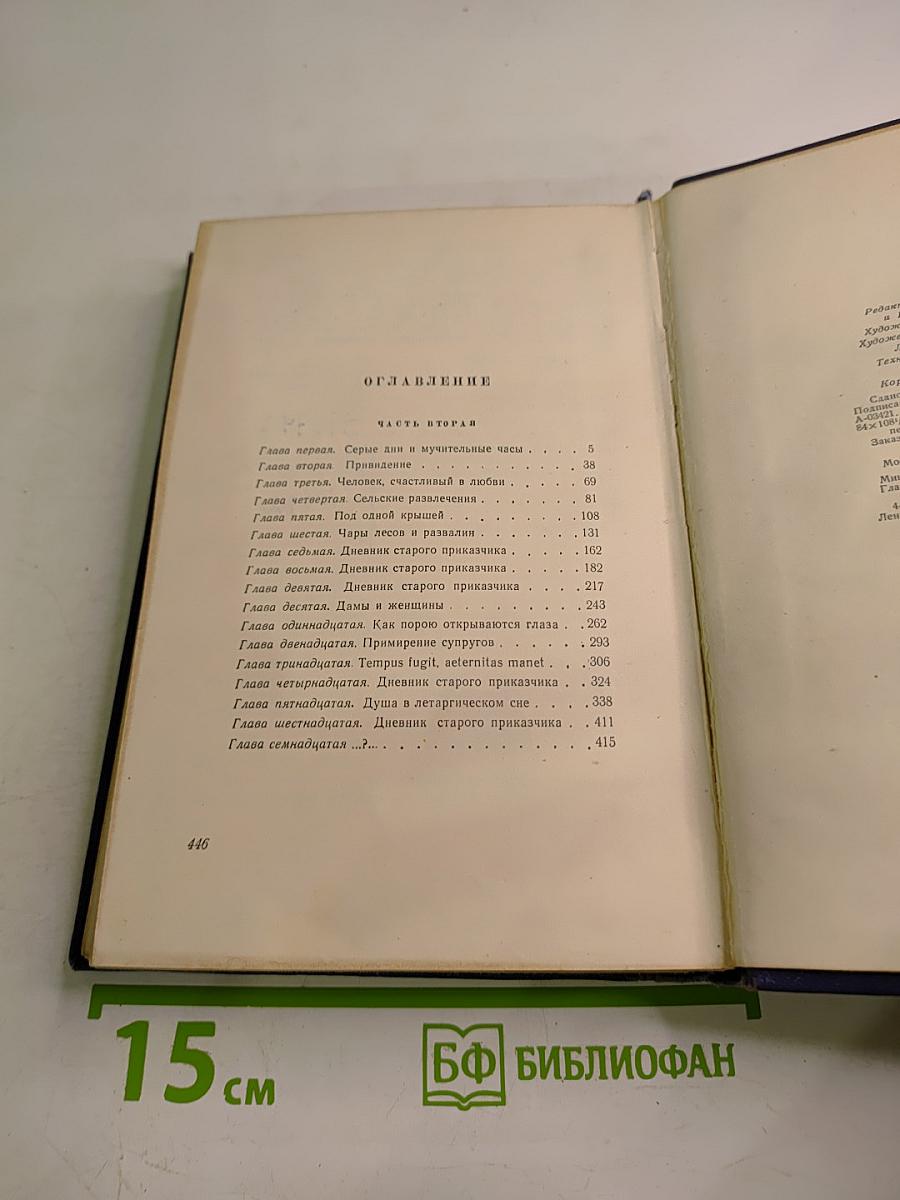 ОГЛАВЛЕНИЕ
ЧАСТЬ ВТОРАЯ
Глава первая. Серые дни и мучительные часы . . . . 5
Глава вторая. Привидение . . . . . . . . . . . 38
Глава третья. Человек, счастливый в любви . . . . . 69
Глава четвертая. Сельские развлечения . . . . . . . 81
Глава пятая. Под одной крышей . . . . . . . . . 108
Глава шестая. Чары лесов и развалин . . . . . . . 131
Глава седьмая. Дневник старого приказчика . . . . . 162
Глава восьмая. Дневник старого приказчика . . . . . 182
Глава девятая. Дневник старого приказчика . . . . 217
Глава десятая. Дамы и женщины . . . . . . . . . 243
Глава одиннадцатая. Как порою открываются глаза . . 262
Глава двенадцатая. Примирение супругов . . . . . . 293
Глава тринадцатая. Tempus fugit, aeternitas manet . . . 306
Глава четырнадцатая. Дневник старого приказчика . . 324
Глава пятнадцатая. Душа в летаргическом сне . . . . 338
Глава шестнадцатая. Дневник старого приказчика . . 411
Глава семнадцатая ...?... . . . . . . . . . . . . 415
446
и
Заказ
А-03421.
15 см
БФ БИБЛИОФАН